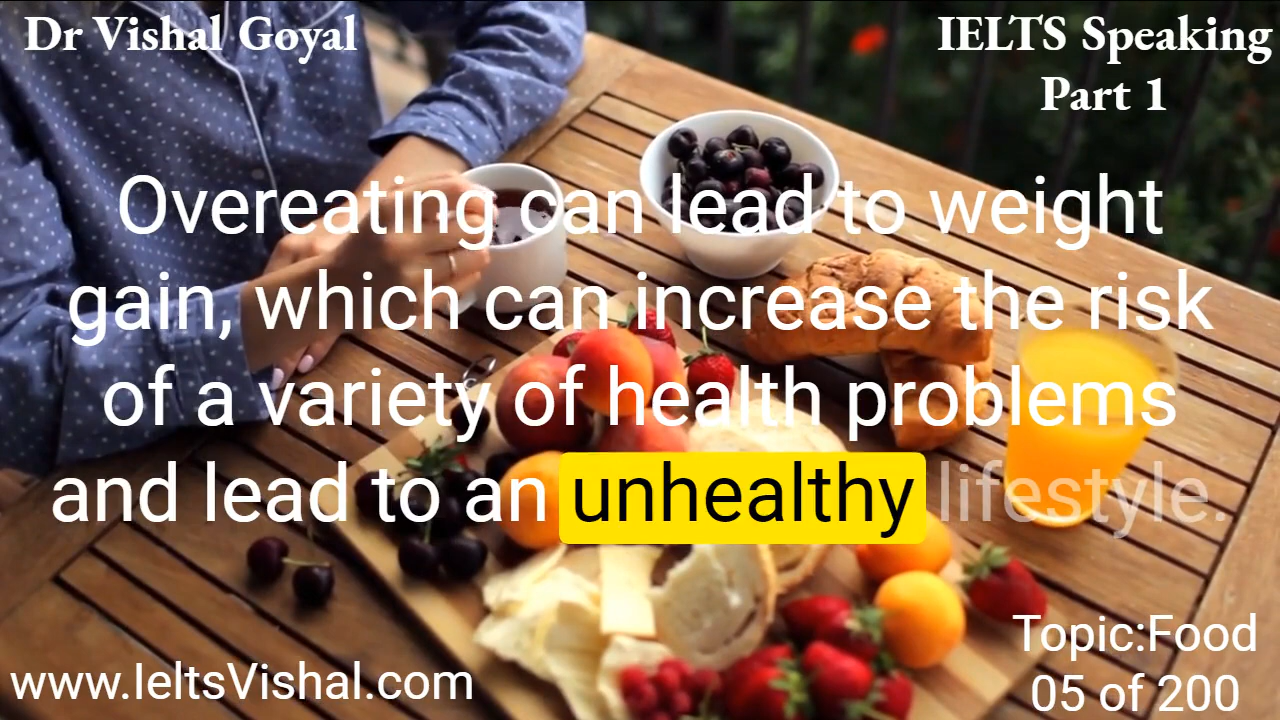 Dr Vishal Goyal
IELTS Speaking
Part 1
Overeating can lead to weight
gain, which can increase the risk
of a variety of health problems
and lead to an unhealthy lifestyle.
Topic:Food
05 of 200
www.IeltsVishal.com